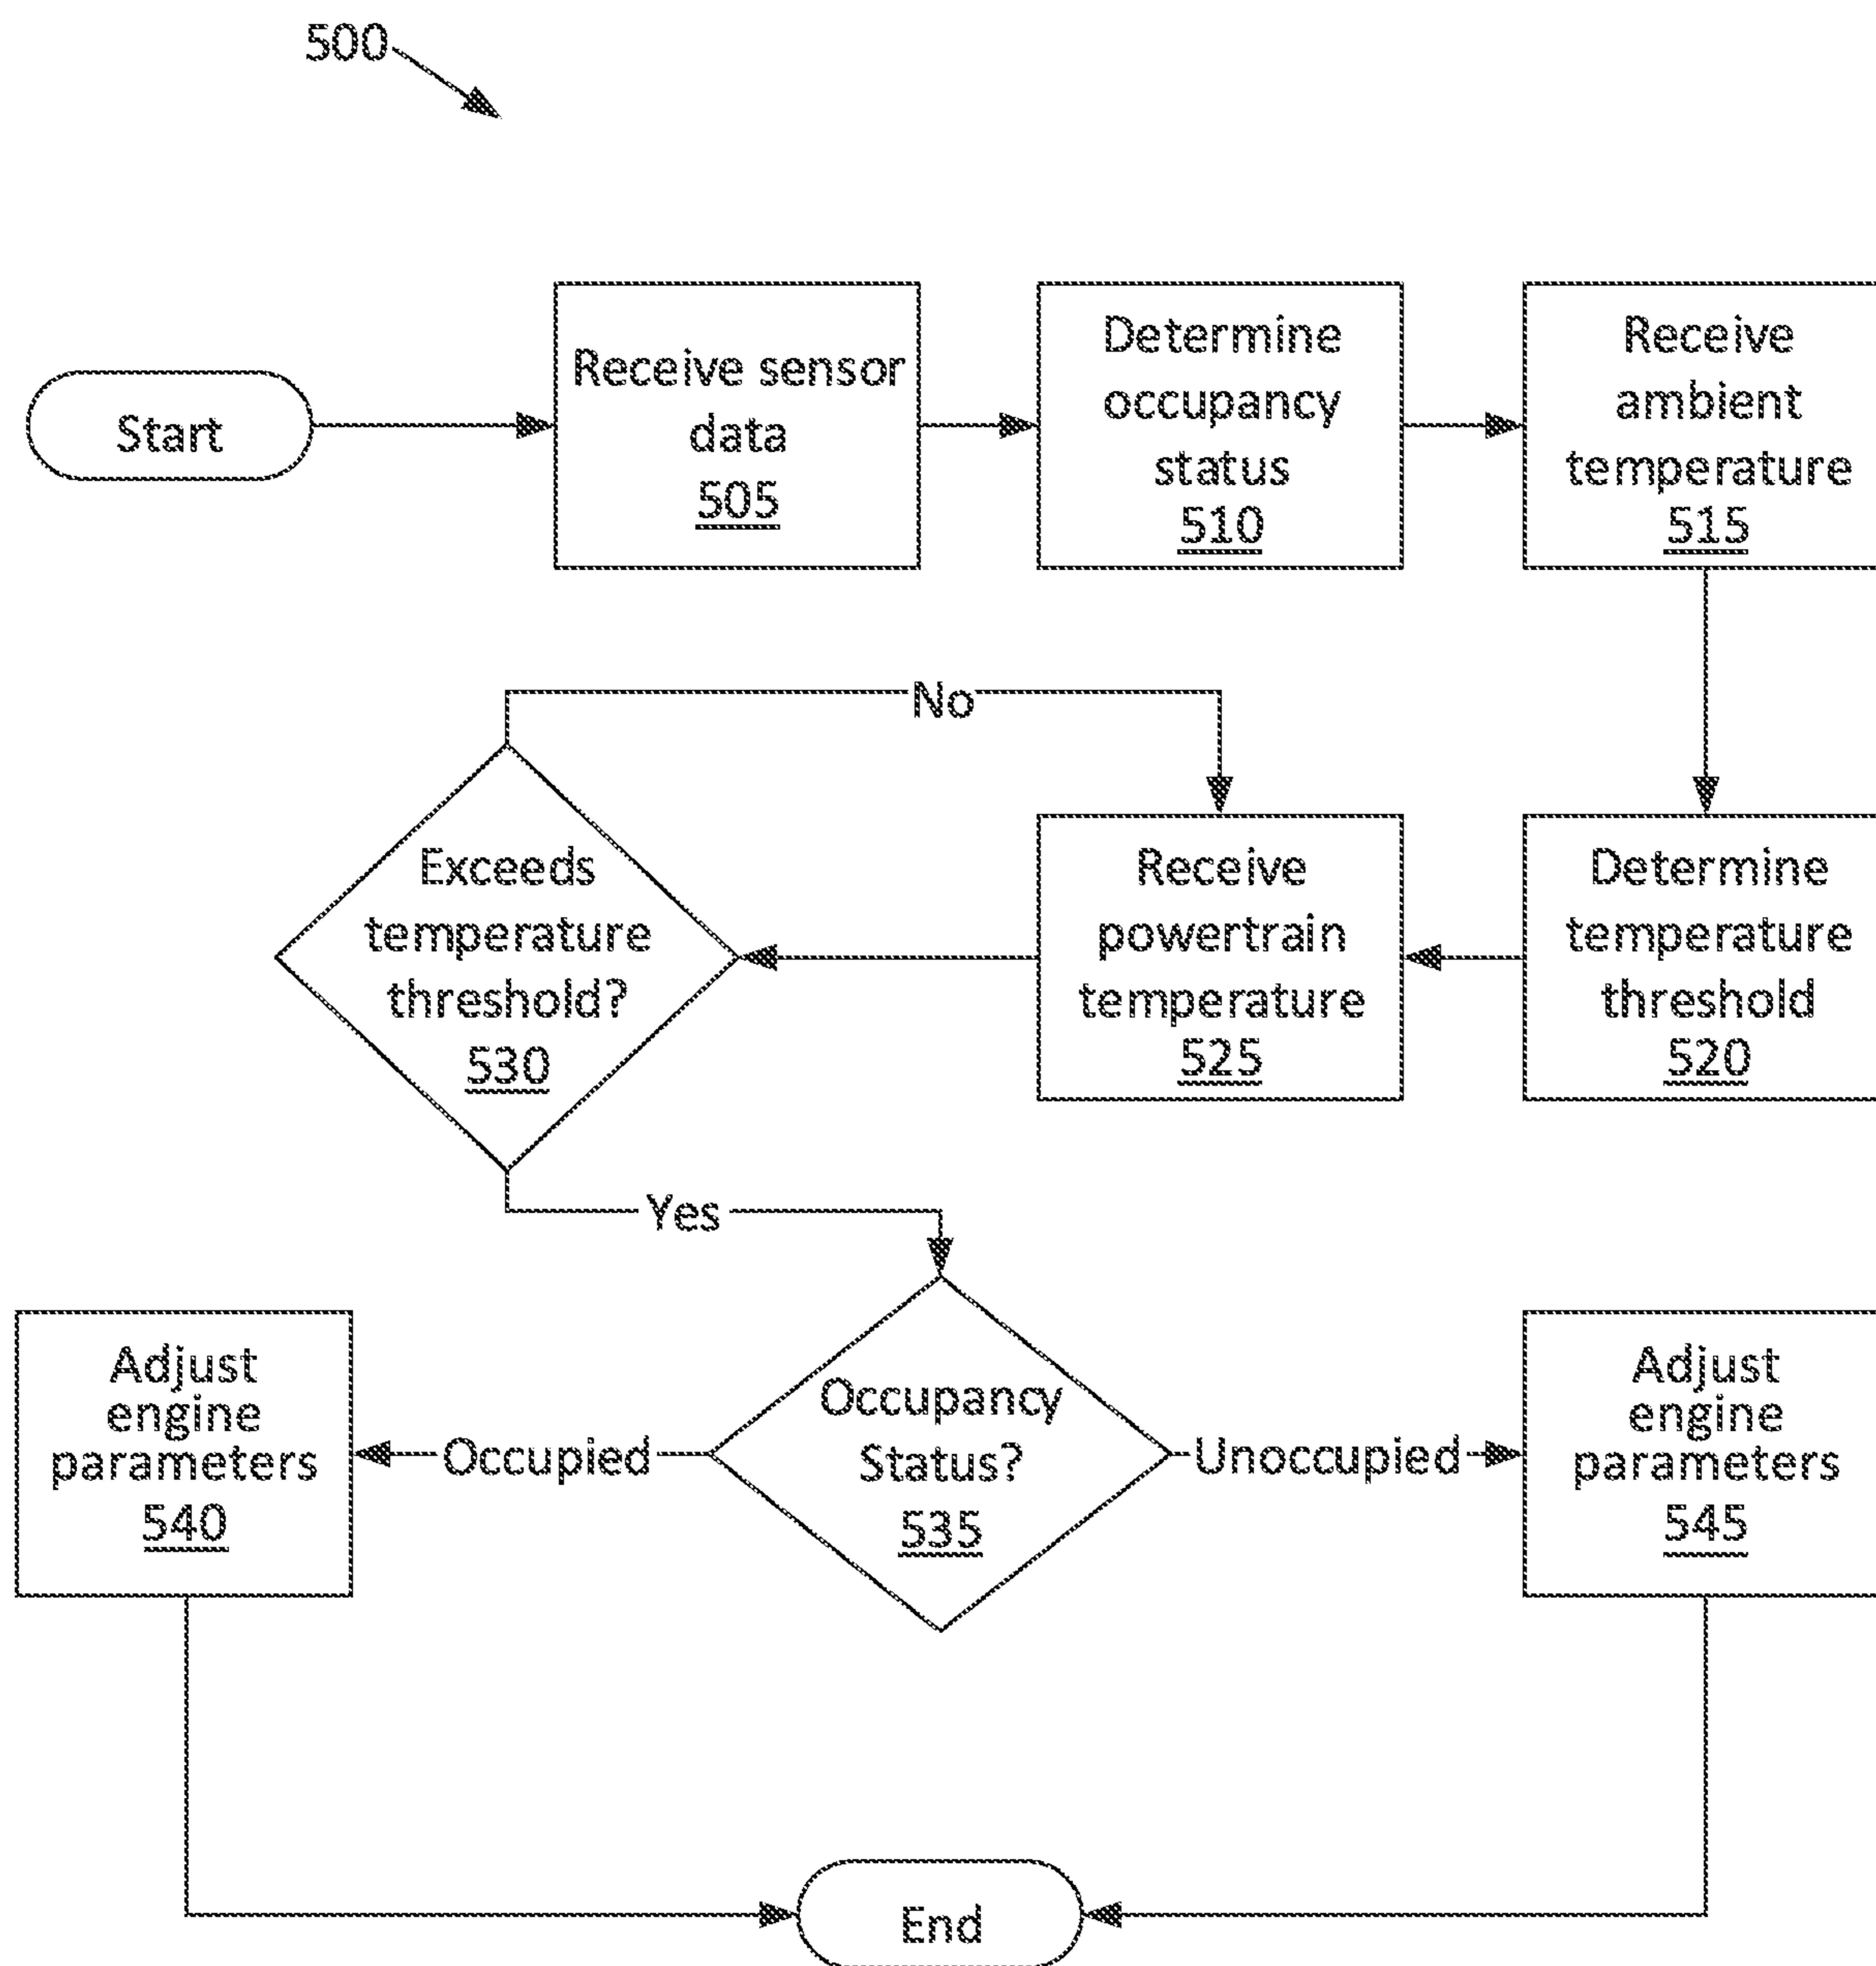 500
Start
Receive sensor
data
505
Determine
occupancy
status
510
Receive
ambient
temperature
515
No
Exceeds
temperature
threshold?
530
Receive
powertrain
temperature
525
Determine
temperature
threshold
520
Yes
Adjust
engine
parameters
540
Occupied
Occupancy
Status?
535
Unoccupied
Adjust
engine
parameters
545
End